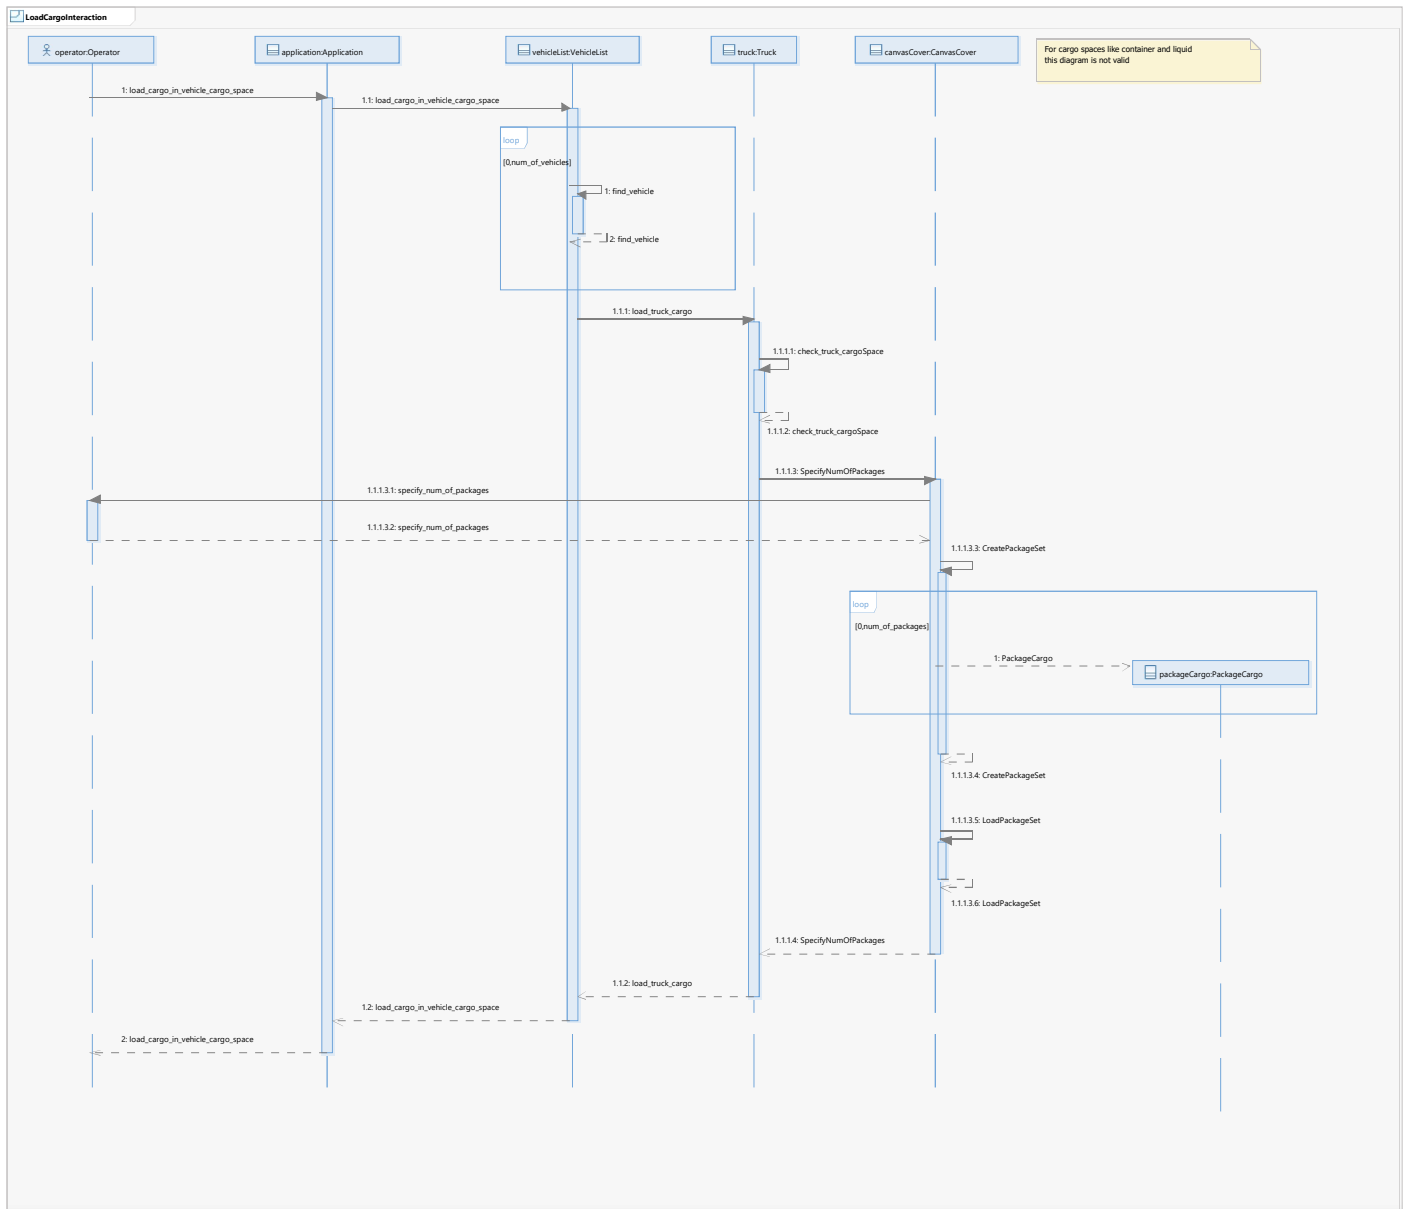 LoadCargoInteraction
operator:Operator
application:Application
vehicleList:VehicleList
truck:Truck
canvasCover:CanvasCover
For cargo spaces like container and liquid
this diagram is not valid
1: load_cargo_in_vehicle_cargo_space
1.1: load_cargo_in_vehicle_cargo_space
loop
[0,num_of_vehicles]
1: find_vehicle
2: find_vehicle
1.1.1: load_truck_cargo
1.1.1.1: check_truck_cargoSpace
1.1.1.2: check_truck_cargoSpace
1.1.1.3: SpecifyNumOfPackages
1.1.1.3.1: specify_num_of_packages
1.1.1.3.2: specify_num_of_packages
1.1.1.3.3: CreatePackageSet
loop
[0,num_of_packages]
1: PackageCargo
packageCargo:PackageCargo
1.1.1.3.4: CreatePackageSet
1.1.1.3.5: LoadPackageSet
1.1.1.3.6: LoadPackageSet
1.1.1.4: SpecifyNumOfPackages
1.1.2: load_truck_cargo
1.2: load_cargo_in_vehicle_cargo_space
2: load_cargo_in_vehicle_cargo_space